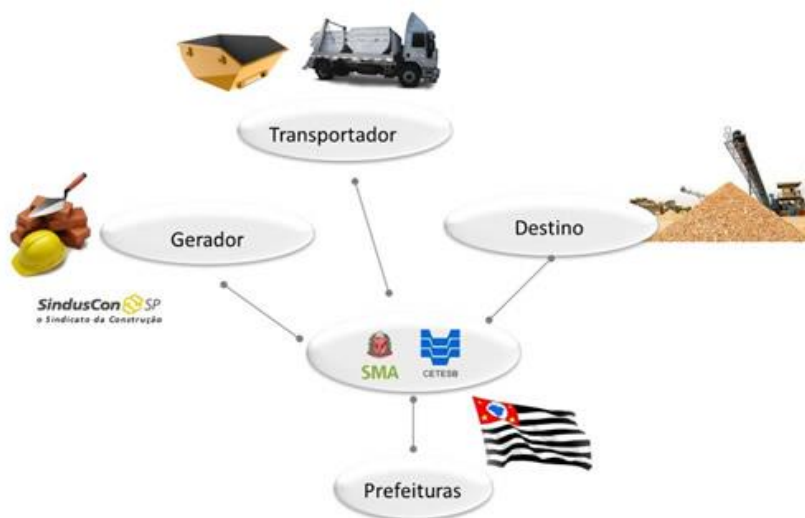 Transportador
Gerador
Destino
SindusCon SP
o Sindicato da Construção
SMA
CETESB
Prefeituras